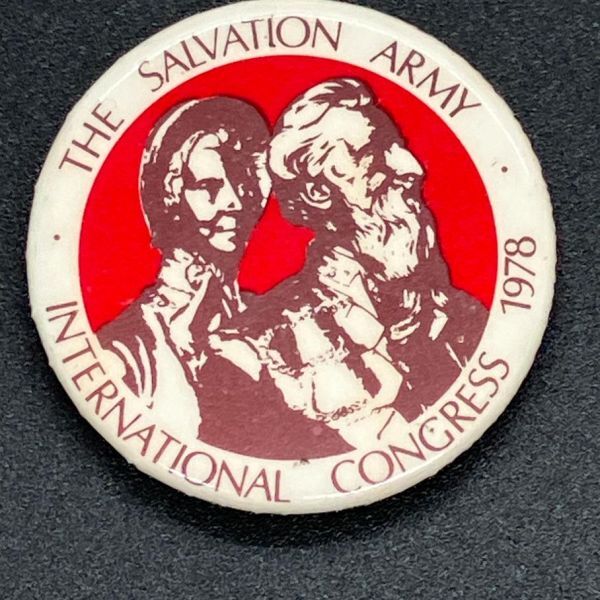 THE SALVATION ARMY
INTERNATIONAL CONGRESS 1978